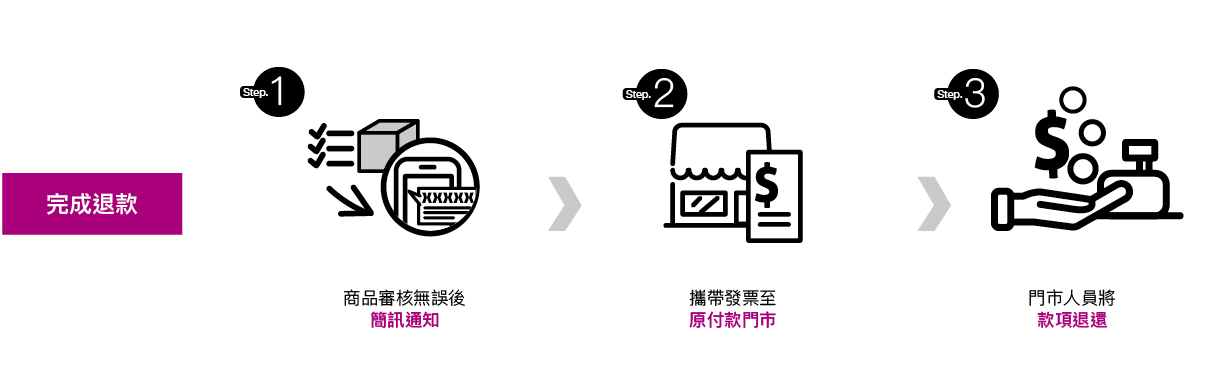 完成退款
Step. 1
XXXXX
商品審核無誤後
簡訊通知
Step. 2
$
攜帶發票至
原付款門市
Step. 3
$
門市人員將
款項退還